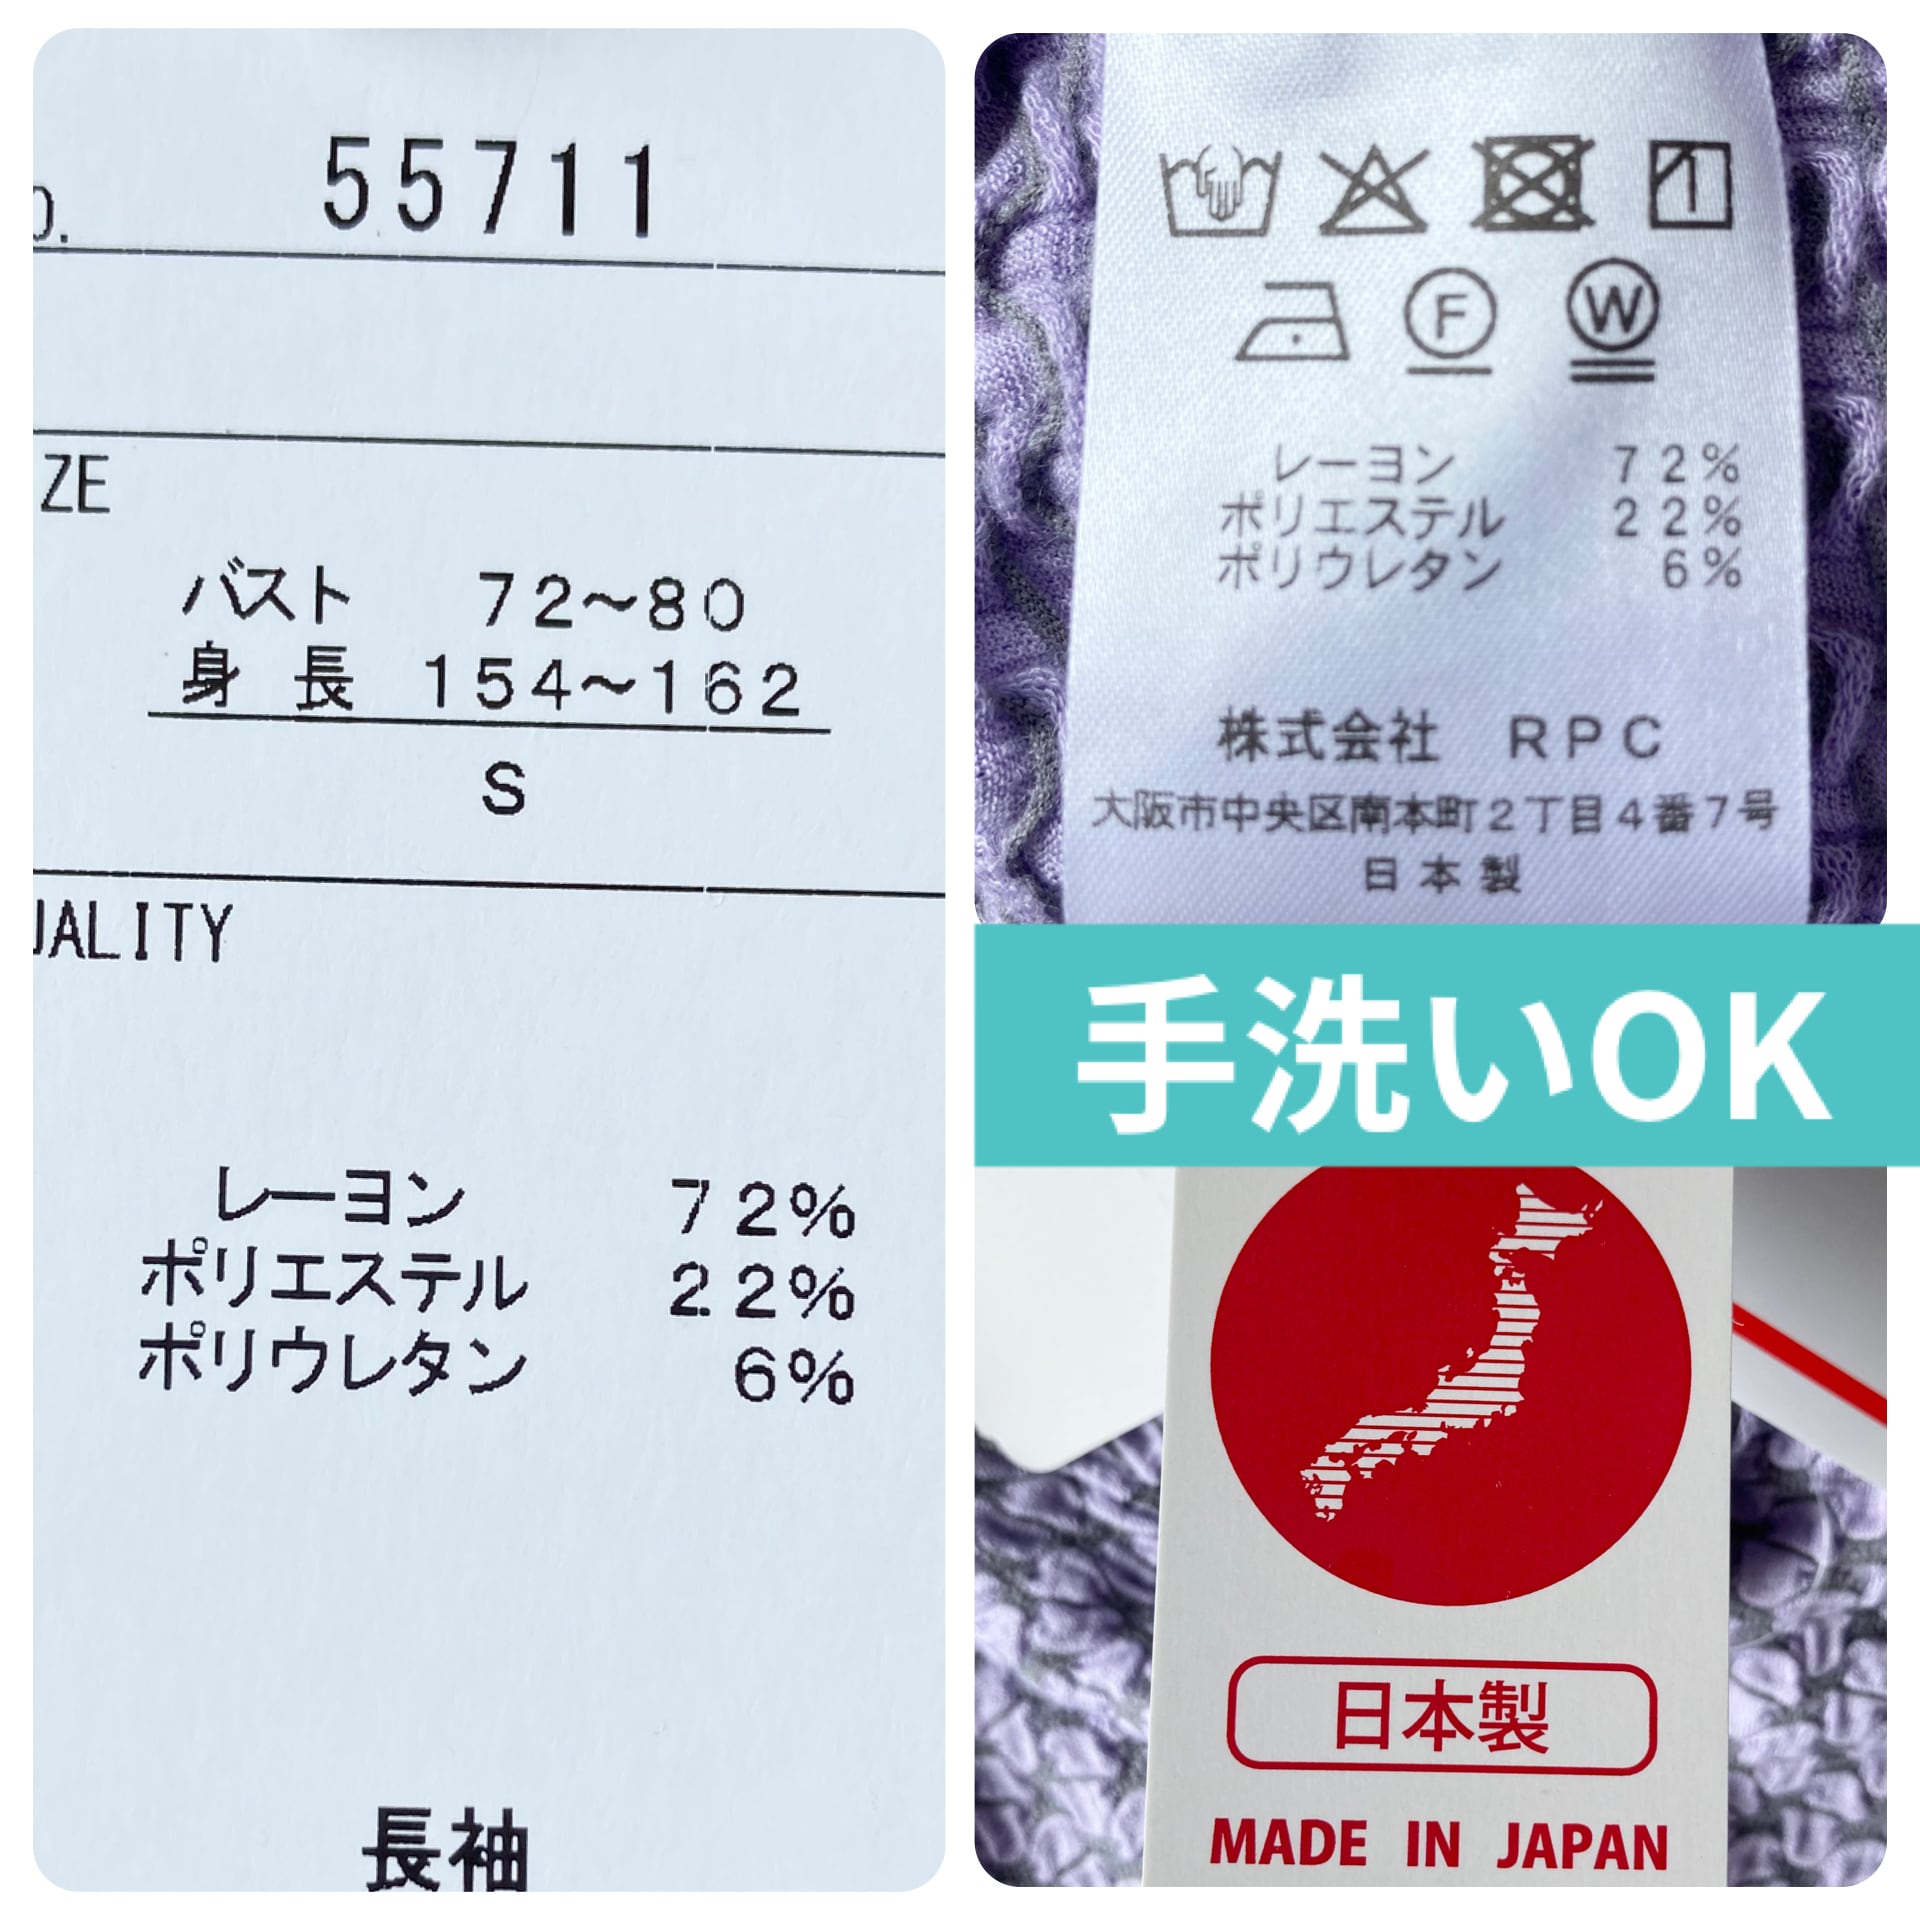 O. 55711
ZE
バスト 72～80
身長 154～162
S
UALITY
レーヨン 72%
ポリエステル 22%
ポリウレタン 6%
長袖
F W
レーヨン 72%
ポリエステル 22%
ポリウレタン 6%
株式会社 RPC
大阪市中央区南本町2丁目4番7号
日本製
手洗いOK
日本製
MADE IN JAPAN